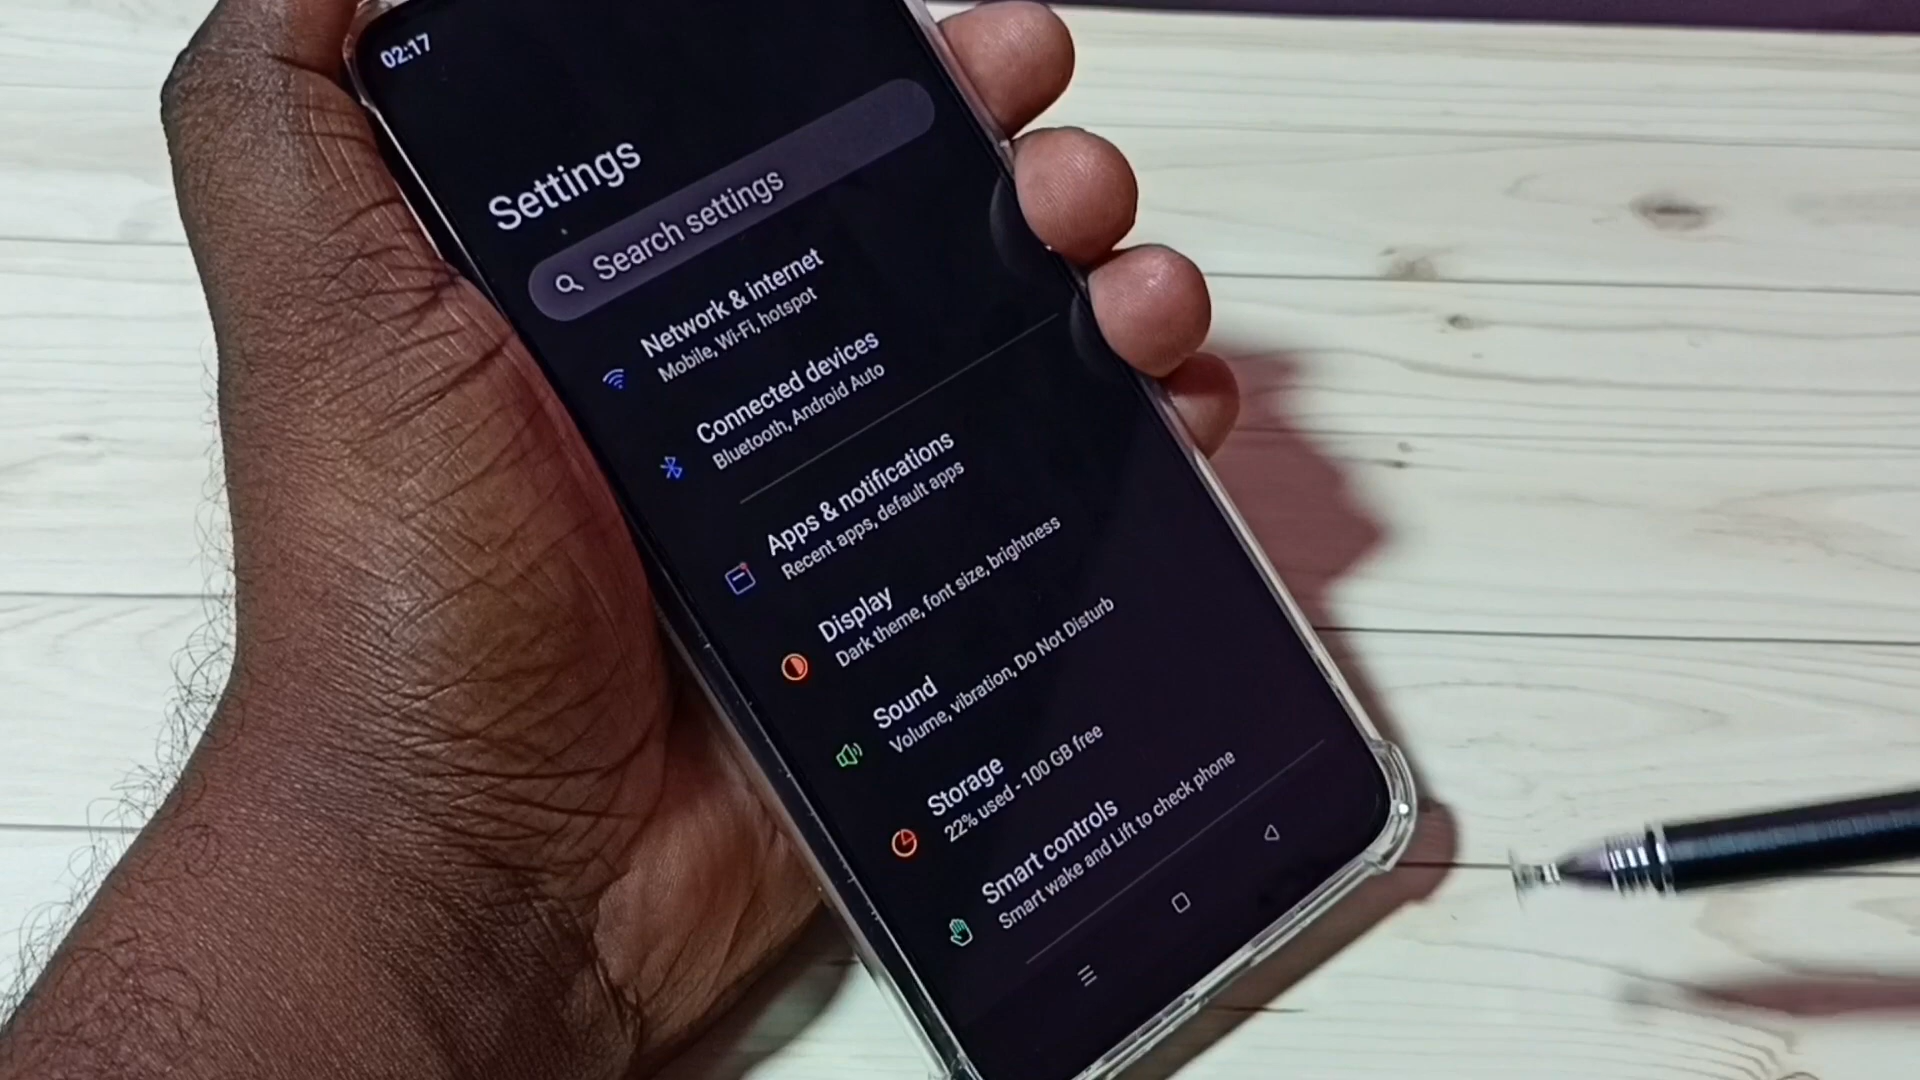 02:17
Settings
Search settings
Network & internet
Mobile, Wi-Fi, hotspot
Connected devices
Bluetooth, Android Auto
Apps & notifications
Recent apps, default apps
Display
Dark theme, font size, brightness
Sound
Volume, vibration, Do Not Disturb
Storage
22% used - 100 GB free
Smart controls
Smart wake and Lift to check phone